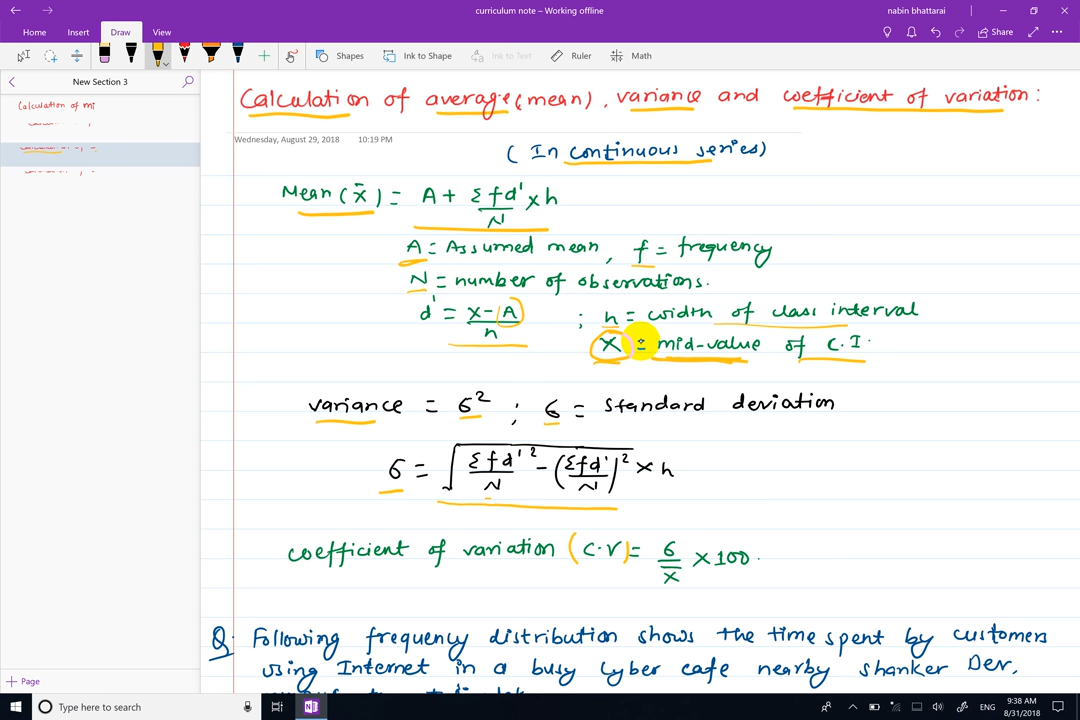 curriculum note – Working offline
nabin bhattarai
Home Insert Draw View
Share
Shapes Ink to Shape Ink to Text Ruler Math
New Section 3
Calculation of mi
Calculation of average (mean), variance and coefficient of variation:
Wednesday, August 29, 2018 10:19 PM
( In continuous series)
Mean ( x̄ ) = A + Σfd'/N × h
A = Assumed mean, f = frequency
N = number of observations.
d' = X-A/h ; h = width of class interval
X = mid-value of C.I.
variance = σ² ; σ = Standard deviation
σ = √(Σfd'²/N - (Σfd'/N)²) × h
coefficient of variation (C.V) = σ/x̄ × 100.
Q. Following frequency distribution shows the time spent by customers
using Internet in a busy cyber cafe nearby shanker Dev.
+ Page
Type here to search
ENG
9:38 AM
8/31/2018